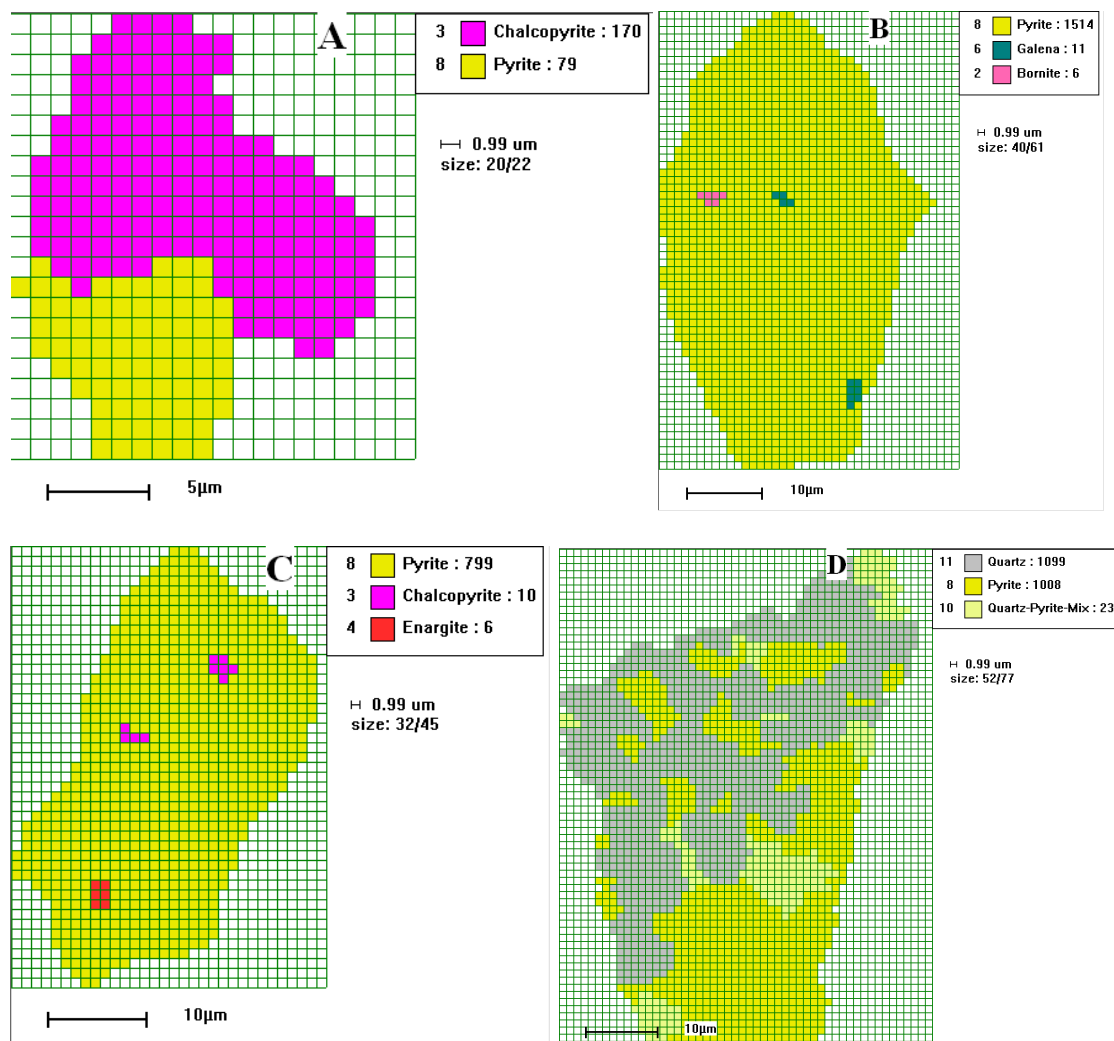 A
3 Chalcopyrite : 170
8 Pyrite : 79
0.99 um
size: 20/22
5µm
B
8 Pyrite : 1514
6 Galena : 11
2 Bornite : 6
0.99 um
size: 40/61
10µm
C
8 Pyrite : 799
3 Chalcopyrite : 10
4 Enargite : 6
0.99 um
size: 32/45
10µm
D
11 Quartz : 1099
8 Pyrite : 1008
10 Quartz-Pyrite-Mix : 23
0.99 um
size: 52/77
10µm